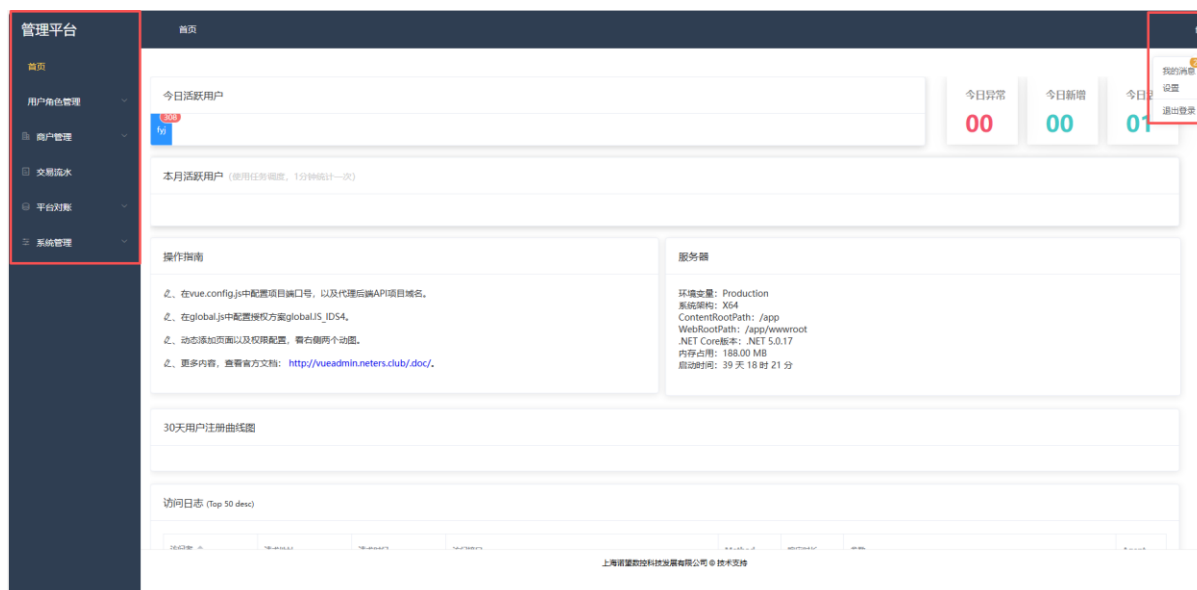 管理平台
首页
首页
用户角色管理
商户管理
交易流水
平台对账
系统管理
我的消息
设置
退出登录
今日活跃用户
308
今日异常
00
今日新增
00
今日
01
本月活跃用户 (使用任务调度，1分钟统计一次)
操作指南
、在vue.config.js中配置项目端口号，以及代理后端API项目域名。
、在global.js中配置授权方案global.IS_IDS4。
、动态添加页面以及权限配置，看右侧两个动图。
、更多内容，查看官方文档： http://vueadmin.neters.club/.doc/。
服务器
环境变量：Production
系统架构：X64
ContentRootPath：/app
WebRootPath：/app/wwwroot
.NET Core版本：.NET 5.0.17
内存占用：188.00 MB
启动时间：39 天 18 时 21 分
30天用户注册曲线图
访问日志 (Top 50 desc)
上海诺望数控科技发展有限公司 © 技术支持